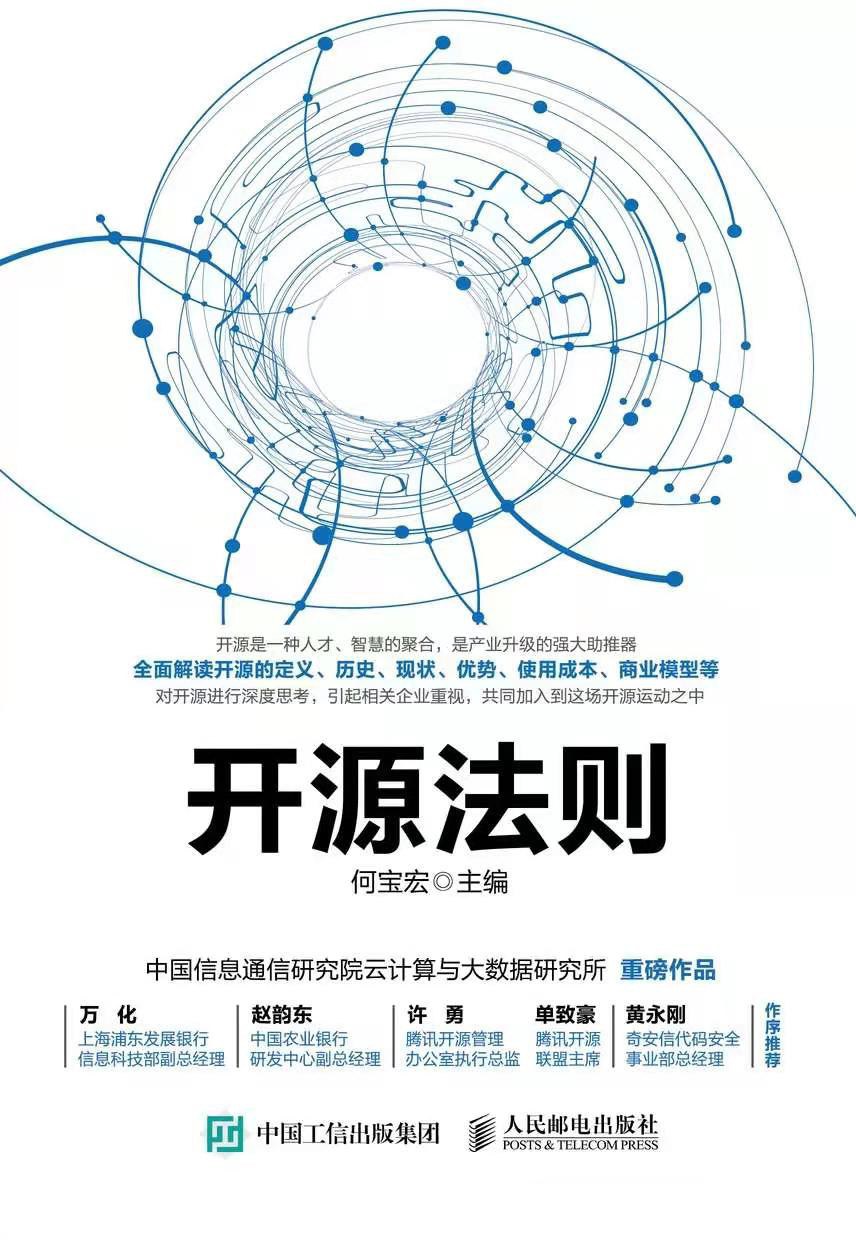 开源是一种人才、智慧的聚合，是产业升级的强大助推器
全面解读开源的定义、历史、现状、优势、使用成本、商业模型等
对开源进行深度思考，引起相关企业重视，共同加入到这场开源运动之中
开源法则
何宝宏◎主编
中国信息通信研究院云计算与大数据研究所 重磅作品
万 化
上海浦东发展银行
信息科技部副总经理
赵韵东
中国农业银行
研发中心副总经理
许 勇
腾讯开源管理
办公室执行总监
单致豪
腾讯开源
联盟主席
黄永刚
奇安信代码安全
事业部总经理
作序推荐
中国工信出版集团
人民邮电出版社
POSTS & TELECOM PRESS